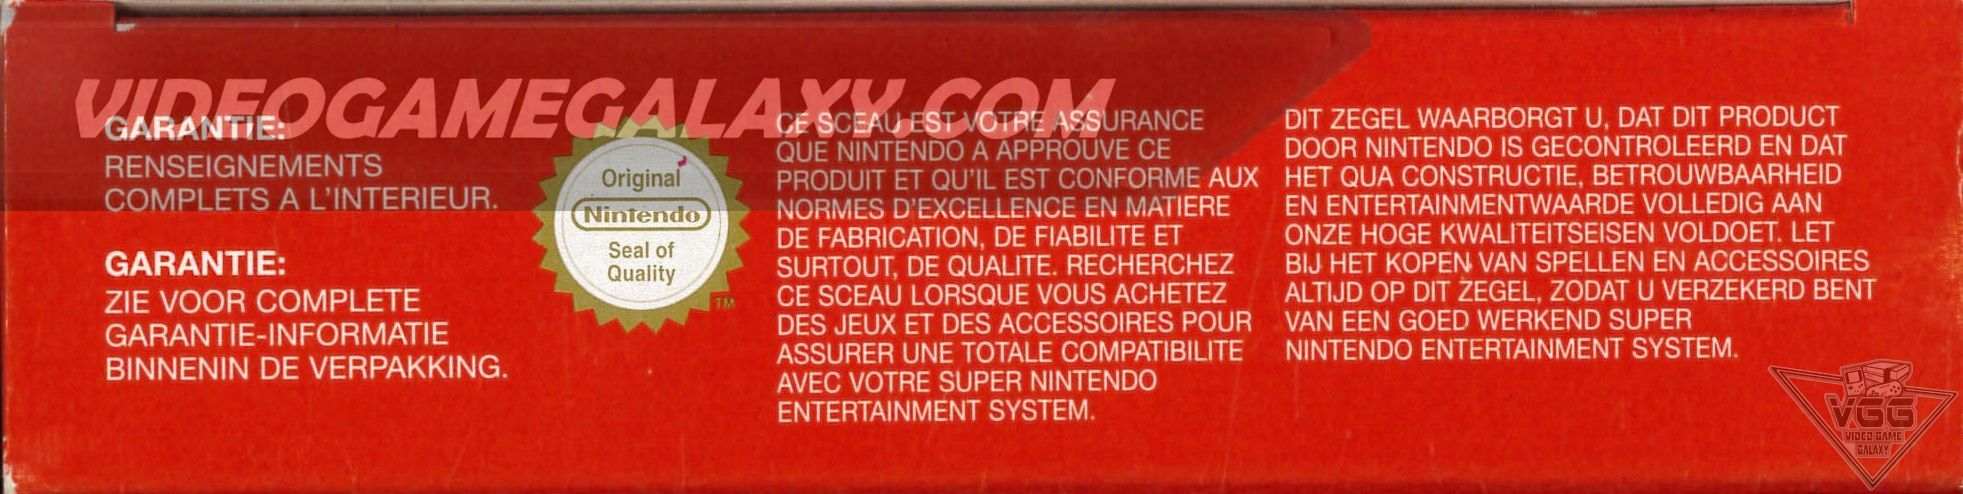 VIDEOGAMEGALAXY.COM
GARANTIE:
RENSEIGNEMENTS
COMPLETS A L'INTERIEUR.
GARANTIE:
ZIE VOOR COMPLETE
GARANTIE-INFORMATIE
BINNENIN DE VERPAKKING.
Original
Nintendo
Seal of
Quality
TM
CE SCEAU EST VOTRE ASSURANCE
QUE NINTENDO A APPROUVE CE
PRODUIT ET QU'IL EST CONFORME AUX
NORMES D'EXCELLENCE EN MATIERE
DE FABRICATION, DE FIABILITE ET
SURTOUT, DE QUALITE. RECHERCHEZ
CE SCEAU LORSQUE VOUS ACHETEZ
DES JEUX ET DES ACCESSOIRES POUR
ASSURER UNE TOTALE COMPATIBILITE
AVEC VOTRE SUPER NINTENDO
ENTERTAINMENT SYSTEM.
DIT ZEGEL WAARBORGT U, DAT DIT PRODUCT
DOOR NINTENDO IS GECONTROLEERD EN DAT
HET QUA CONSTRUCTIE, BETROUWBAARHEID
EN ENTERTAINMENTWAARDE VOLLEDIG AAN
ONZE HOGE KWALITEITSEISEN VOLDOET. LET
BIJ HET KOPEN VAN SPELLEN EN ACCESSOIRES
ALTIJD OP DIT ZEGEL, ZODAT U VERZEKERD BENT
VAN EEN GOED WERKEND SUPER
NINTENDO ENTERTAINMENT SYSTEM.
VGG
VIDEO GAME
GALAXY